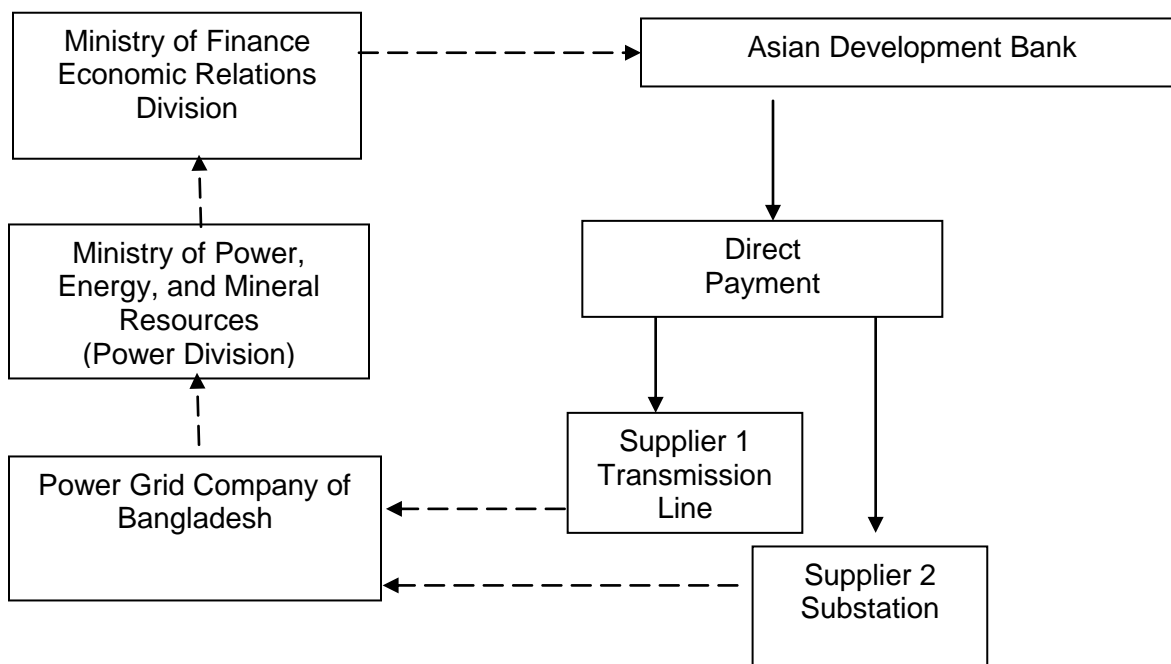 Ministry of Finance
Economic Relations
Division
Asian Development Bank
Ministry of Power,
Energy, and Mineral
Resources
(Power Division)
Direct
Payment
Supplier 1
Transmission
Line
Power Grid Company of
Bangladesh
Supplier 2
Substation